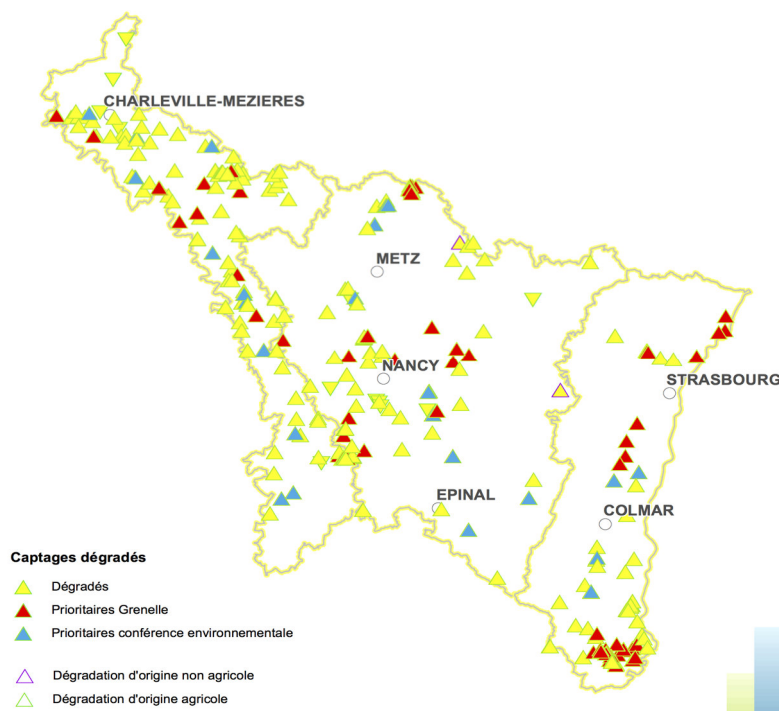 CHARLEVILLE-MEZIERES
METZ
NANCY
STRASBOURG
EPINAL
COLMAR
Captages dégradés
Dégradés
Prioritaires Grenelle
Prioritaires conférence environnementale
Dégradation d'origine non agricole
Dégradation d'origine agricole